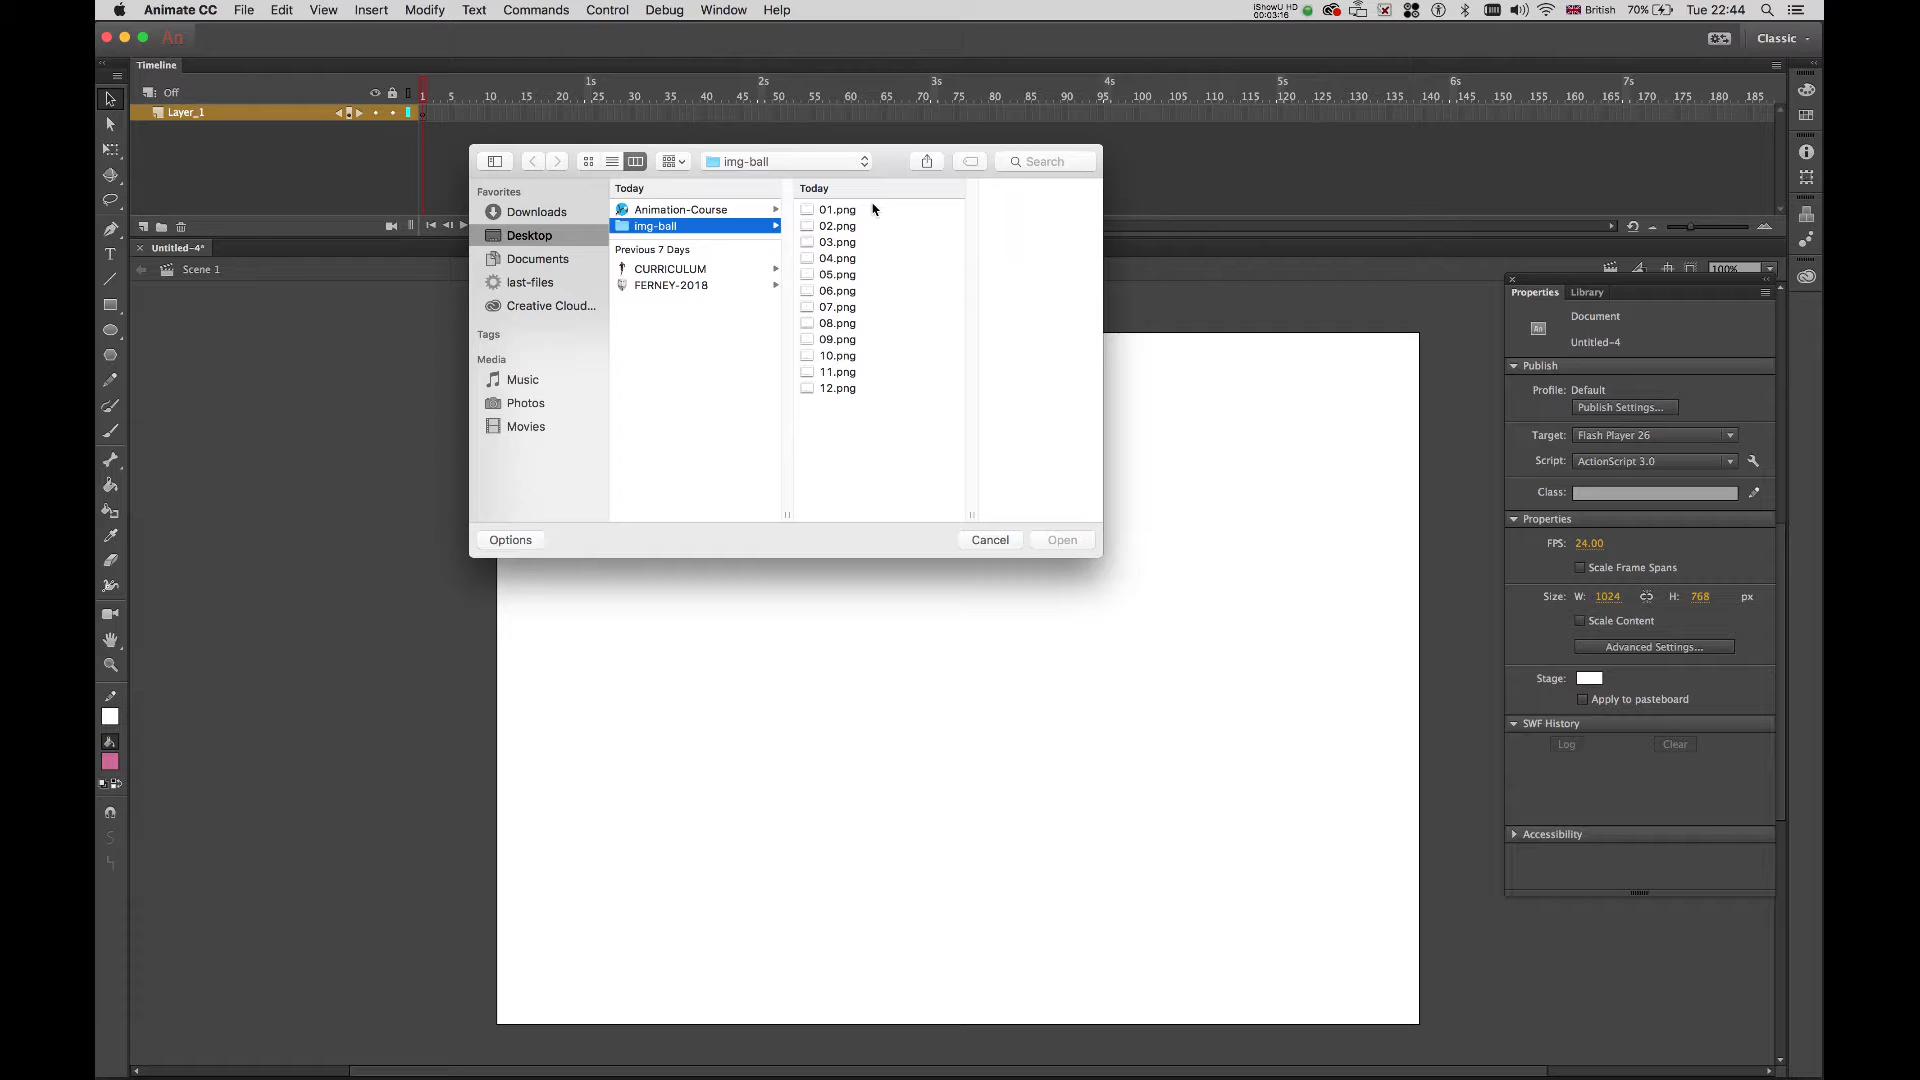 Animate CC File Edit View Insert Modify Text Commands Control Debug Window Help iShowU HD 00:03:16 British 70% Tue 22:44
An Classic
Timeline
1s 2s 3s 4s 5s 6s 7s
Off 1 5 10 15 20 25 30 35 40 45 50 55 60 65 70 75 80 85 90 95 100 105 110 115 120 125 130 135 140 145 150 155 160 165 170 175 180 185
Layer_1
img-ball Search
Favorites Today Today
Downloads Animation-Course 01.png
Desktop img-ball 02.png
Previous 7 Days 03.png
Documents CURRICULUM 04.png
last-files FERNEY-2018 05.png
06.png
Creative Cloud... 07.png
08.png
Tags 09.png
Media 10.png
Music 11.png
12.png
Photos
Movies
Options Cancel Open
Untitled-4*
Scene 1 100%
Properties Library
Document
Untitled-4
Publish
Profile: Default
Publish Settings...
Target: Flash Player 26
Script: ActionScript 3.0
Class:
Properties
FPS: 24.00
Scale Frame Spans
Size: W: 1024 H: 768 px
Scale Content
Advanced Settings...
Stage:
Apply to pasteboard
SWF History
Log Clear
Accessibility